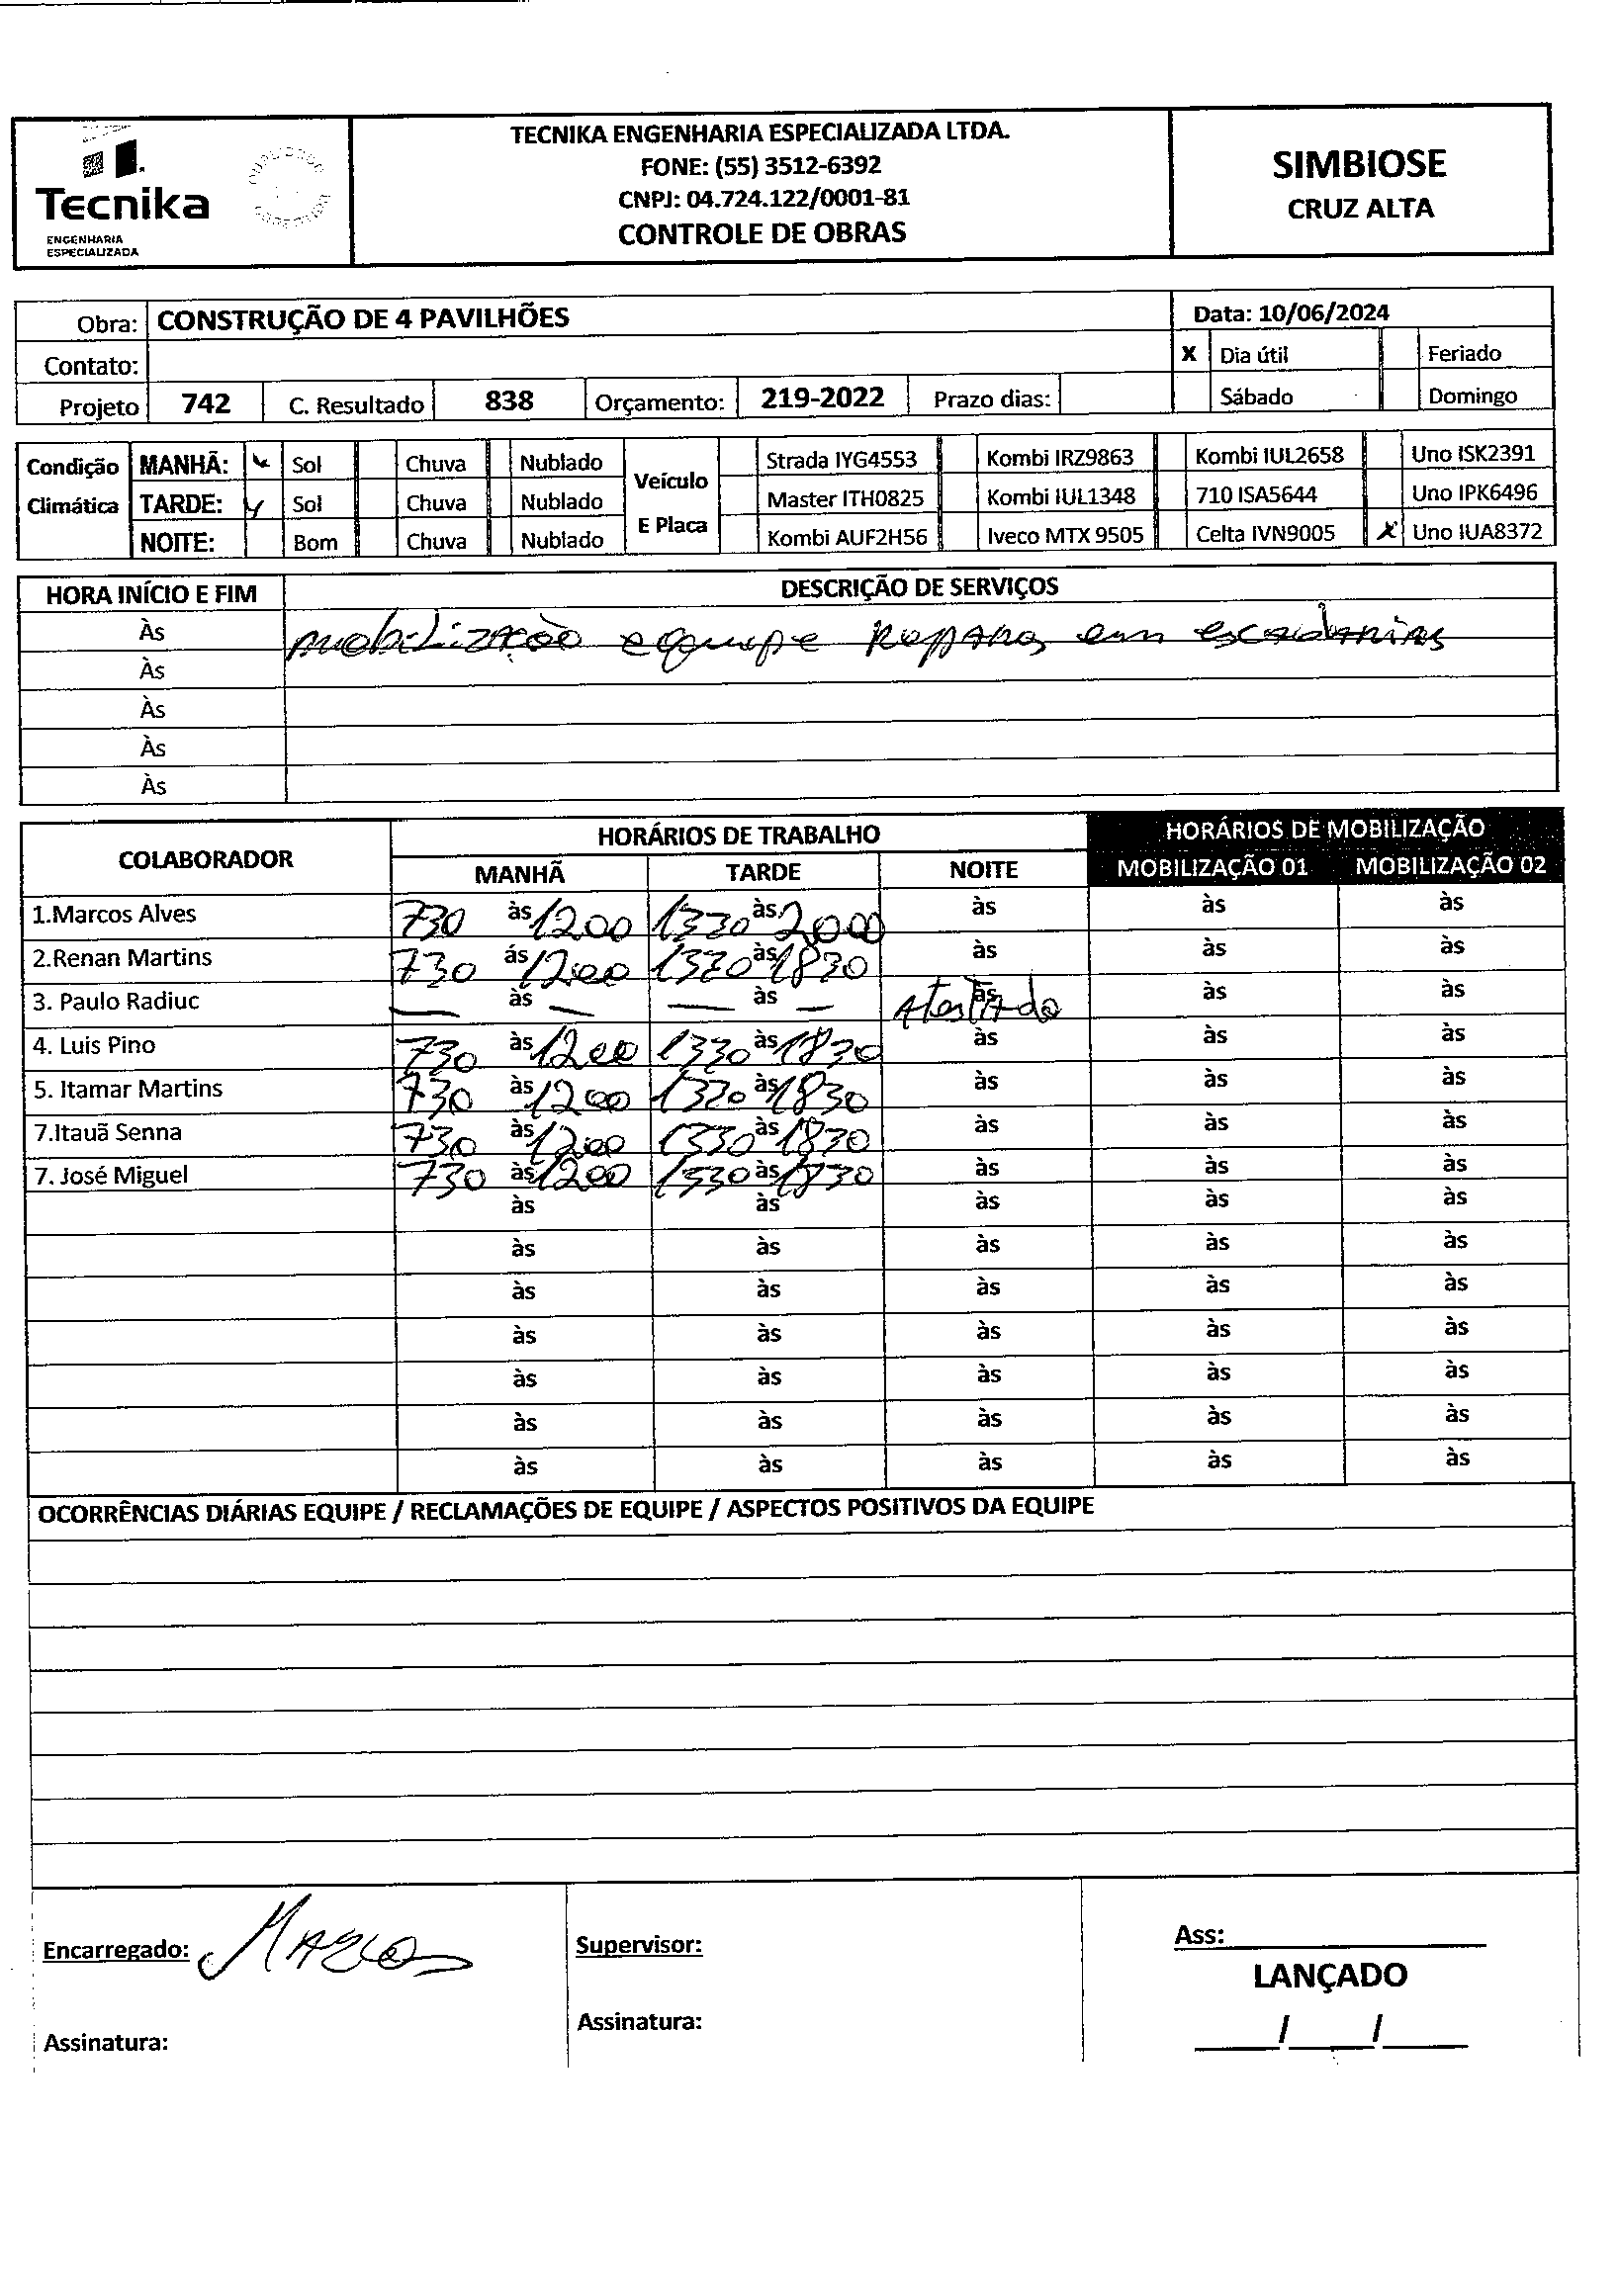 Tecnika
ENGENHARIA
ESPECIALIZADA
TECNIKA ENGENHARIA ESPECIALIZADA LTDA.
FONE: (55) 3512-6392
CNPJ: 04.724.122/0001-81
CONTROLE DE OBRAS
SIMBIOSE
CRUZ ALTA
Obra: CONSTRUÇÃO DE 4 PAVILHÕES
Data: 10/06/2024
Contato:
X Dia útil Feriado
Projeto 742 C. Resultado 838 Orçamento: 219-2022 Prazo dias:
Sábado Domingo
Condição
Climática
MANHÃ: x Sol Chuva Nublado
TARDE: x Sol Chuva Nublado
NOITE: Bom Chuva Nublado
Veículo
E Placa
Strada IYG4553 Kombi IRZ9863 Kombi IUL2658 Uno ISK2391
Master ITH0825 Kombi IUL1348 710 ISA5644 Uno IPK6496
Kombi AUF2H56 Iveco MTX 9505 Celta IVN9005 x Uno IUA8372
HORA INÍCIO E FIM DESCRIÇÃO DE SERVIÇOS
Às mobilização equipe em
Às
Às
Às
Às
COLABORADOR HORÁRIOS DE TRABALHO HORÁRIOS DE MOBILIZAÇÃO
MANHÃ TARDE NOITE MOBILIZAÇÃO 01 MOBILIZAÇÃO 02
1.Marcos Alves 730 às 1200 1330 às 2000 às às às
2.Renan Martins 730 ás 1200 1330 às 1830 às às às
3. Paulo Radiuc — às — — às — Atestado às às às
4. Luis Pino 730 às 1200 1330 às 1830 às às às
5. Itamar Martins 730 às 1200 1330 às 1830 às às às
7.Itauã Senna 730 às 1200 1330 às 1830 às às às
7. José Miguel 730 às 1200 1330 às 1830 às às às
às às às às às
às às às às às
às às às às às
às às às às às
às às às às às
às às às às às
às às às às às
OCORRÊNCIAS DIÁRIAS EQUIPE / RECLAMAÇÕES DE EQUIPE / ASPECTOS POSITIVOS DA EQUIPE
Encarregado: Marcos
Supervisor:
Ass:
LANÇADO
Assinatura:
Assinatura:
/ /